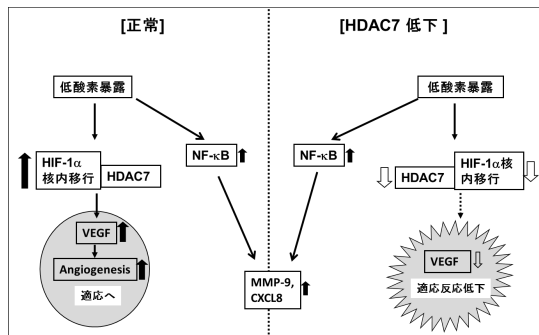 [正常]
[HDAC7 低下 ]
低酸素暴露
低酸素暴露
HIF-1α
核内移行
HDAC7
NF-κB
NF-κB
HDAC7
HIF-1α核
内移行
VEGF
Angiogenesis
適応へ
MMP-9,
CXCL8
VEGF
適応反応低下